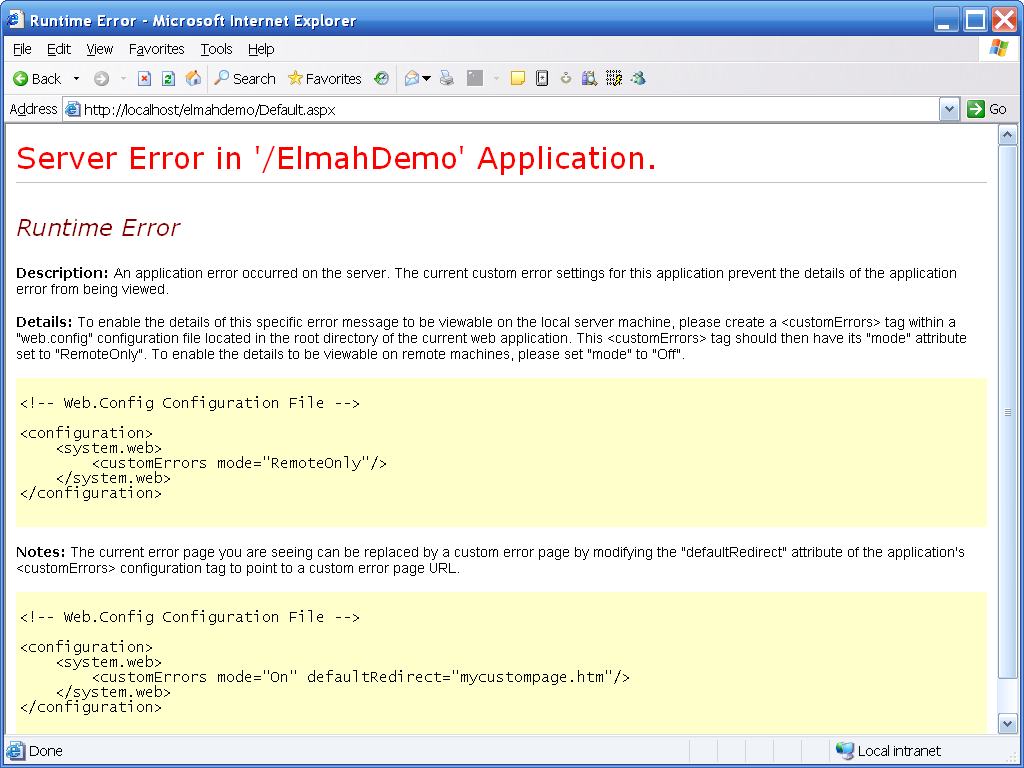 Runtime Error - Microsoft Internet Explorer
File Edit View Favorites Tools Help
Back Search Favorites
Address http://localhost/elmahdemo/Default.aspx Go
Server Error in '/ElmahDemo' Application.
Runtime Error
Description: An application error occurred on the server. The current custom error settings for this application prevent the details of the application
error from being viewed.
Details: To enable the details of this specific error message to be viewable on the local server machine, please create a <customErrors> tag within a
"web.config" configuration file located in the root directory of the current web application. This <customErrors> tag should then have its "mode" attribute
set to "RemoteOnly". To enable the details to be viewable on remote machines, please set "mode" to "Off".
<!-- Web.Config Configuration File -->
<configuration>
    <system.web>
        <customErrors mode="RemoteOnly"/>
    </system.web>
</configuration>
Notes: The current error page you are seeing can be replaced by a custom error page by modifying the "defaultRedirect" attribute of the application's
<customErrors> configuration tag to point to a custom error page URL.
<!-- Web.Config Configuration File -->
<configuration>
    <system.web>
        <customErrors mode="On" defaultRedirect="mycustompage.htm"/>
    </system.web>
</configuration>
Done Local intranet